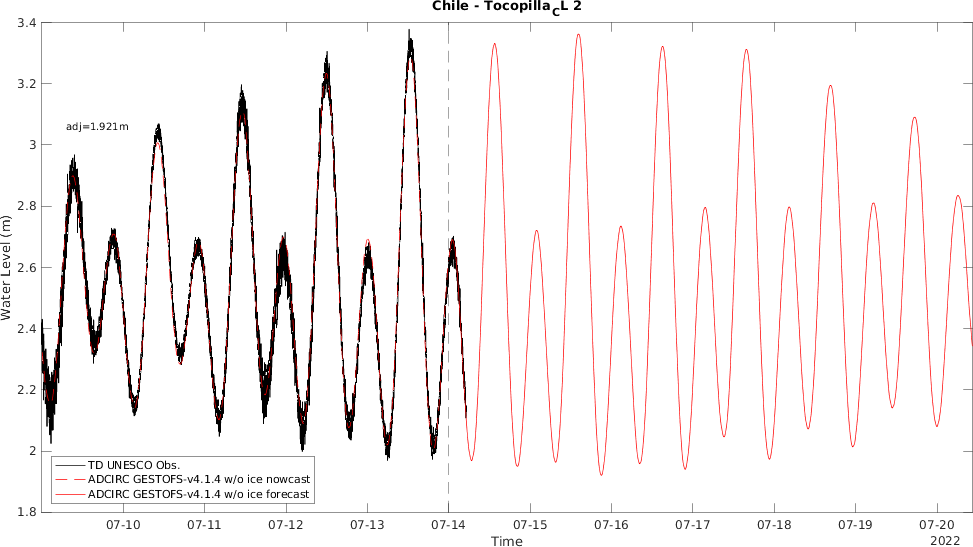 Chile - Tocopilla_CL 2
3.4
3.2
3
2.8
2.6
2.4
2.2
2
1.8
Water Level (m)
adj=1.921m
TD UNESCO Obs.
ADCIRC GESTOFS-v4.1.4 w/o ice nowcast
ADCIRC GESTOFS-v4.1.4 w/o ice forecast
07-10 07-11 07-12 07-13 07-14 07-15 07-16 07-17 07-18 07-19 07-20
Time
2022